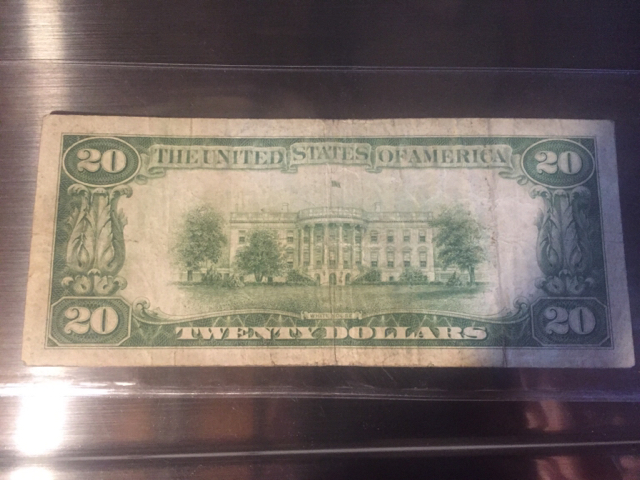 20 THE UNITED STATES OF AMERICA 20
20 TWENTY DOLLARS 20